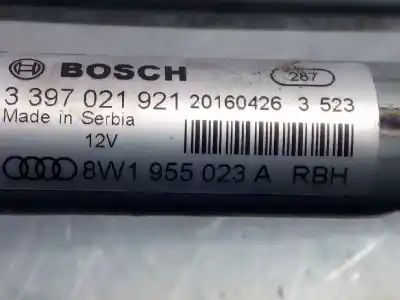 BOSCH 287
3 397 021 921 20160426 3 523
Made in Serbia
12V
8W1 955 023 A RBH